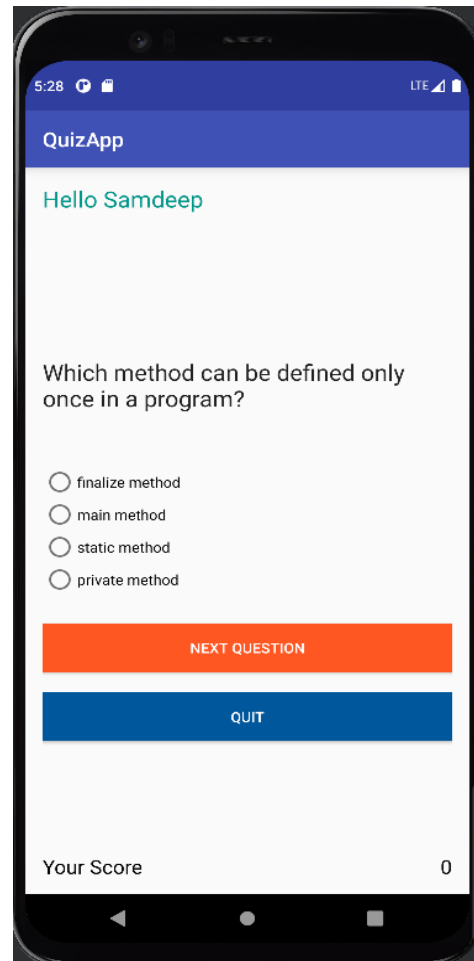 5:28
LTE
QuizApp
Hello Samdeep
Which method can be defined only
once in a program?
finalize method
main method
static method
private method
NEXT QUESTION
QUIT
Your Score 0